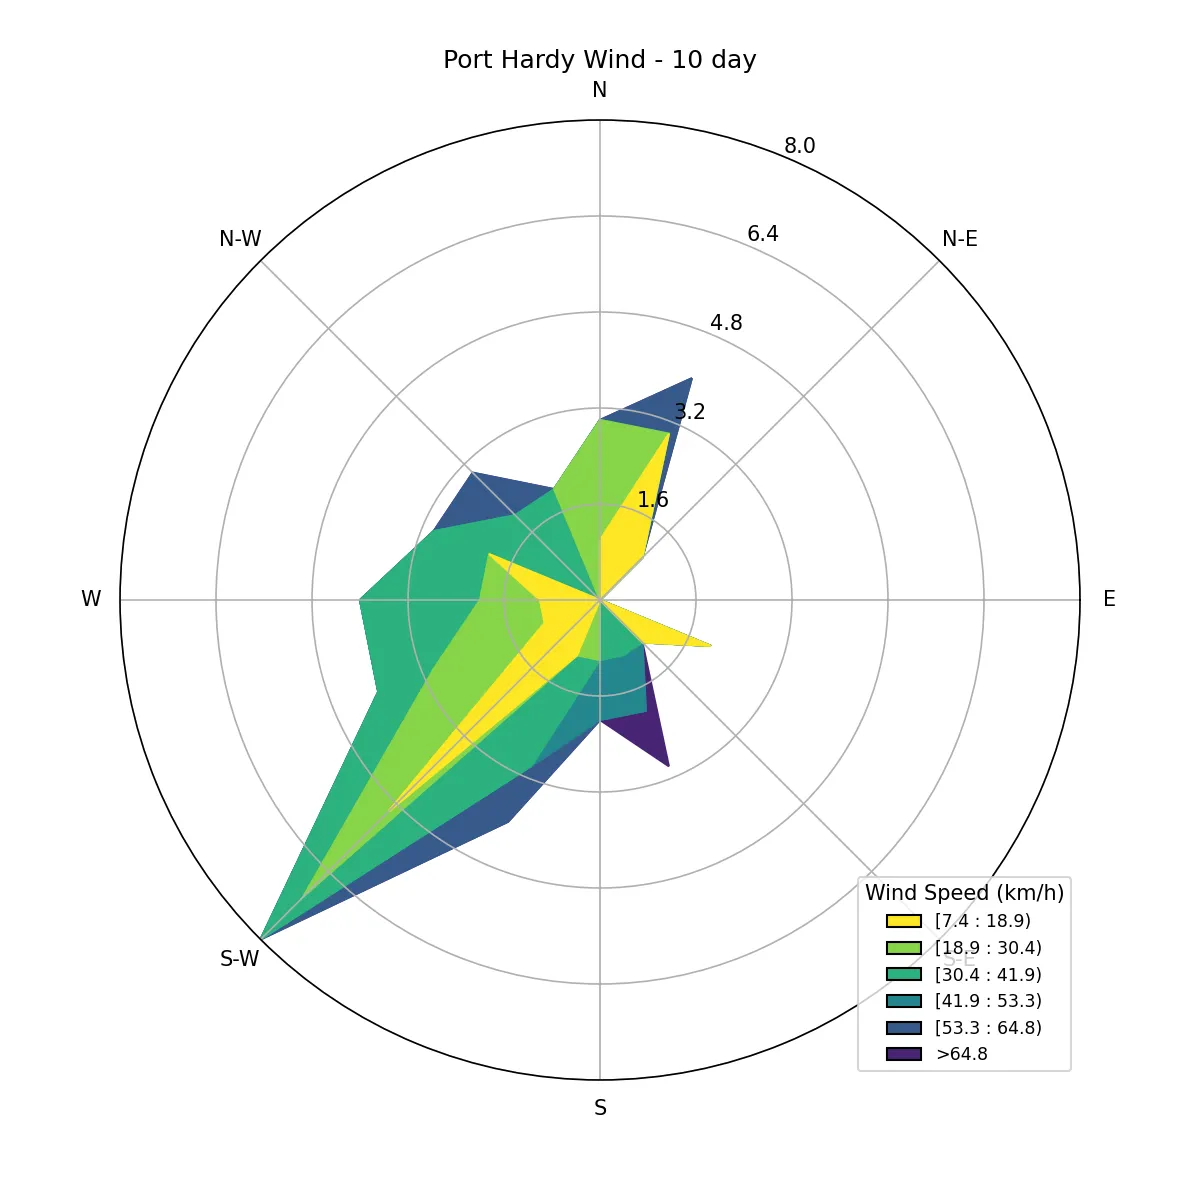 Port Hardy Wind - 10 day
N
8.0
N-W
6.4
N-E
4.8
3.2
1.6
W
E
S-W
S-E
S
Wind Speed (km/h)
[7.4 : 18.9)
[18.9 : 30.4)
[30.4 : 41.9)
[41.9 : 53.3)
[53.3 : 64.8)
>64.8